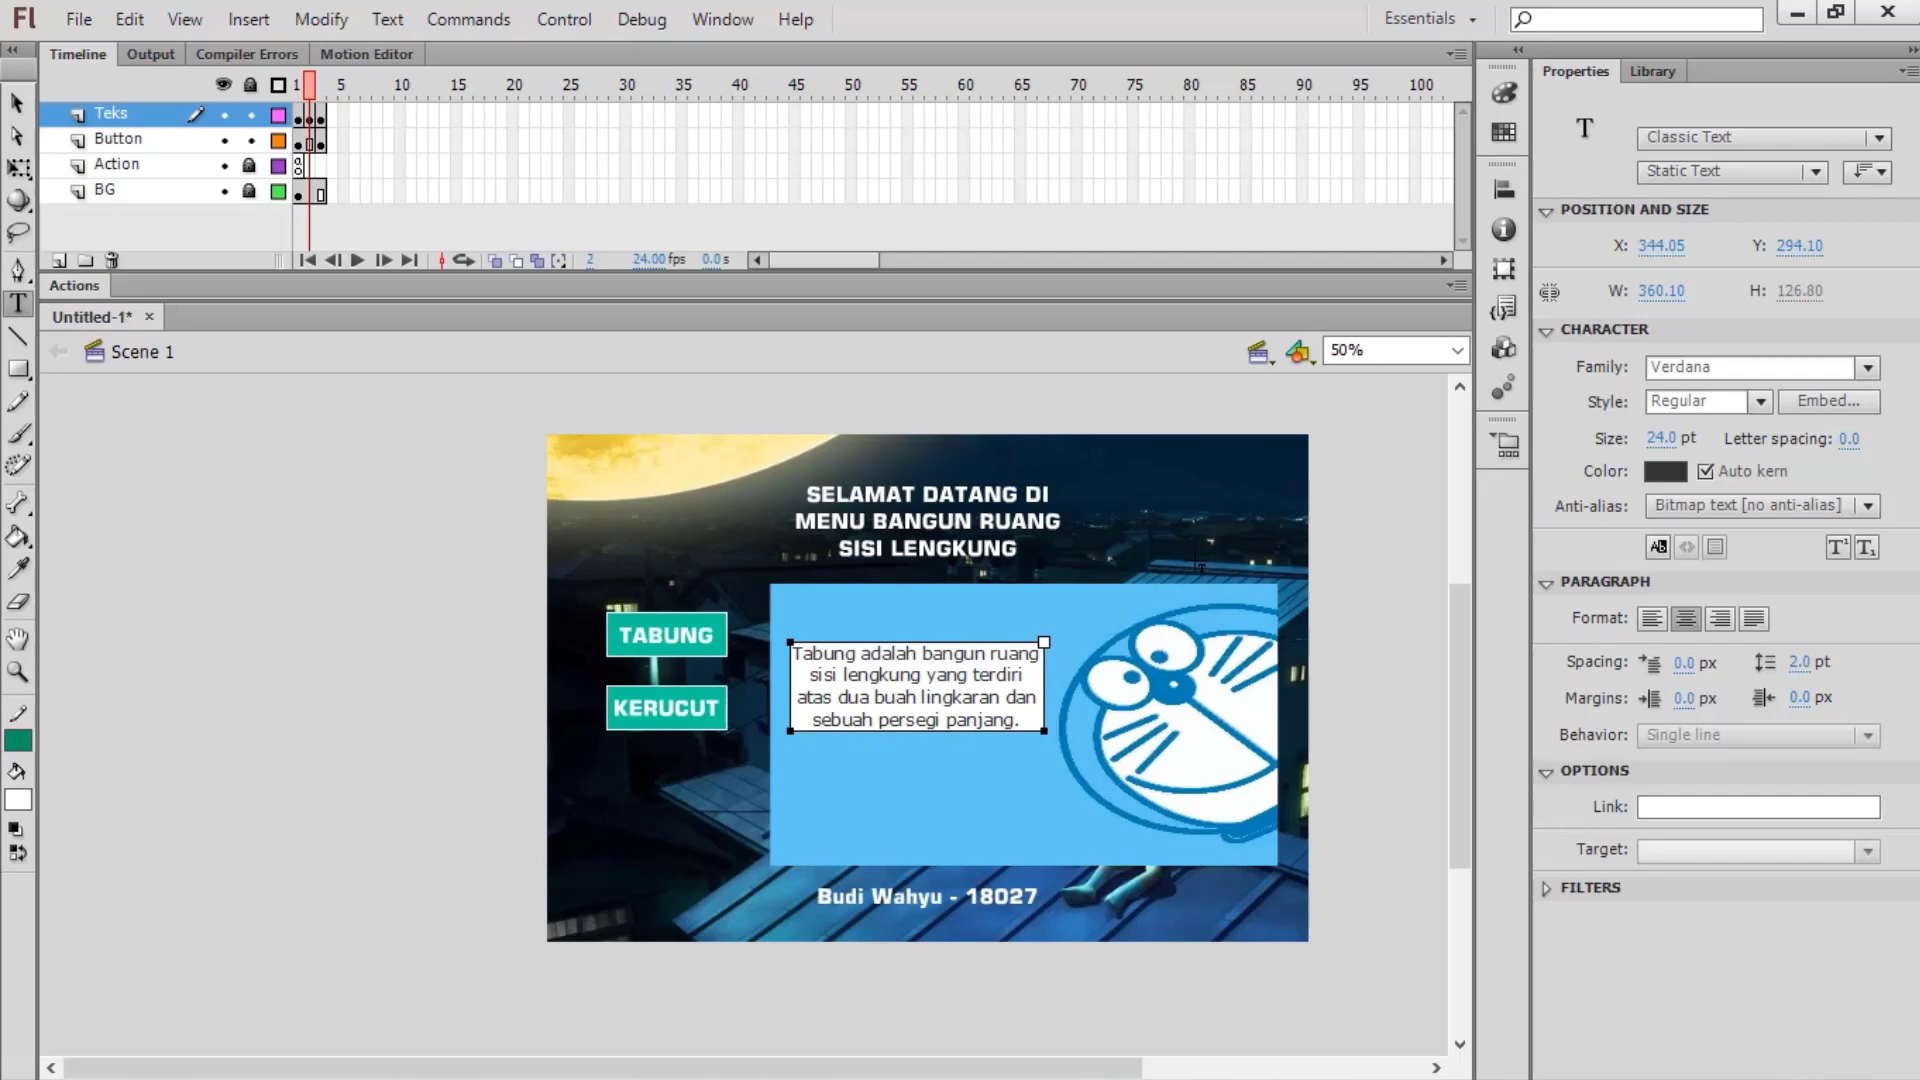 Fl File Edit View Insert Modify Text Commands Control Debug Window Help Essentials
Timeline Output Compiler Errors Motion Editor
1 5 10 15 20 25 30 35 40 45 50 55 60 65 70 75 80 85 90 95 100
Teks
Button
Action
BG
2 24.00 fps 0.0 s
Actions
Untitled-1*
Scene 1
50%
SELAMAT DATANG DI
MENU BANGUN RUANG
SISI LENGKUNG
TABUNG
KERUCUT
Tabung adalah bangun ruang
sisi lengkung yang terdiri
atas dua buah lingkaran dan
sebuah persegi panjang.
Budi Wahyu - 18027
Properties Library
T
Classic Text
Static Text
POSITION AND SIZE
X: 344.05 Y: 294.10
W: 360.10 H: 126.80
CHARACTER
Family: Verdana
Style: Regular Embed...
Size: 24.0 pt Letter spacing: 0.0
Color: Auto kern
Anti-alias: Bitmap text [no anti-alias]
PARAGRAPH
Format:
Spacing: 0.0 px 2.0 pt
Margins: 0.0 px 0.0 px
Behavior: Single line
OPTIONS
Link:
Target:
FILTERS